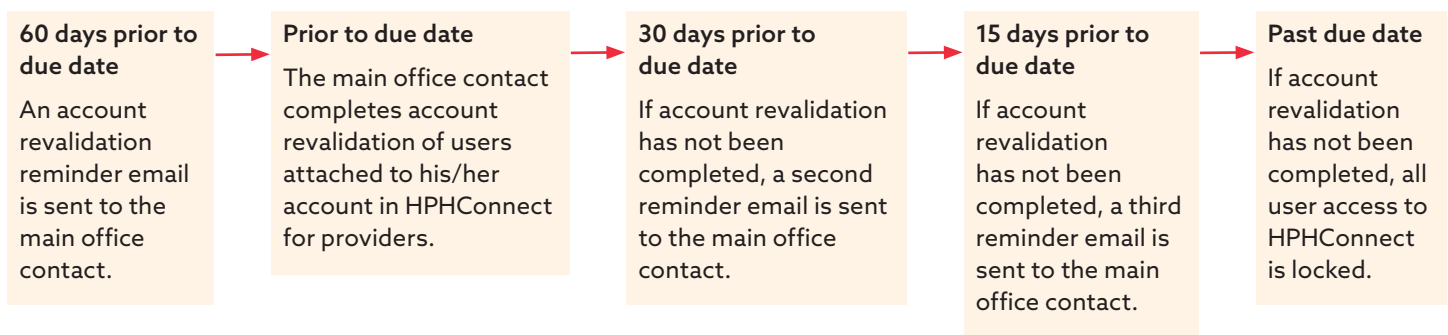 60 days prior to
due date
An account
revalidation
reminder email
is sent to the
main office
contact.
Prior to due date
The main office contact
completes account
revalidation of users
attached to his/her
account in HPHConnect
for providers.
30 days prior to
due date
If account revalidation
has not been
completed, a second
reminder email is sent
to the main office
contact.
15 days prior to
due date
If account
revalidation
has not been
completed, a third
reminder email is
sent to the main
office contact.
Past due date
If account
revalidation
has not been
completed, all
user access to
HPHConnect
is locked.